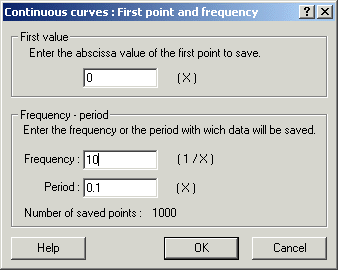 Continuous curves : First point and frequency
First value
Enter the abscissa value of the first point to save.
0 ( X )
Frequency - period
Enter the frequency or the period with wich data will be saved.
Frequency : 10 ( 1 / X )
Period : 0.1 ( X )
Number of saved points : 1000
Help OK Cancel